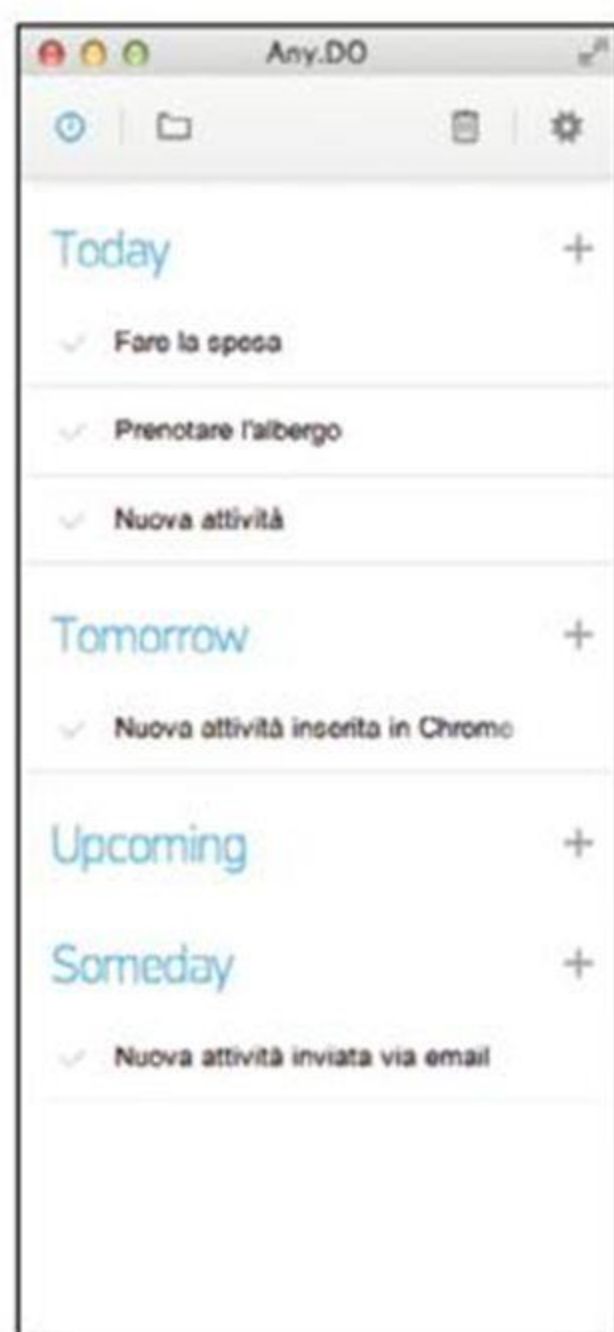 Any.DO
Today
Fare la spesa
Prenotare l'albergo
Nuova attività
Tomorrow
Nuova attività inserita in Chrome
Upcoming
Someday
Nuova attività inviata via email